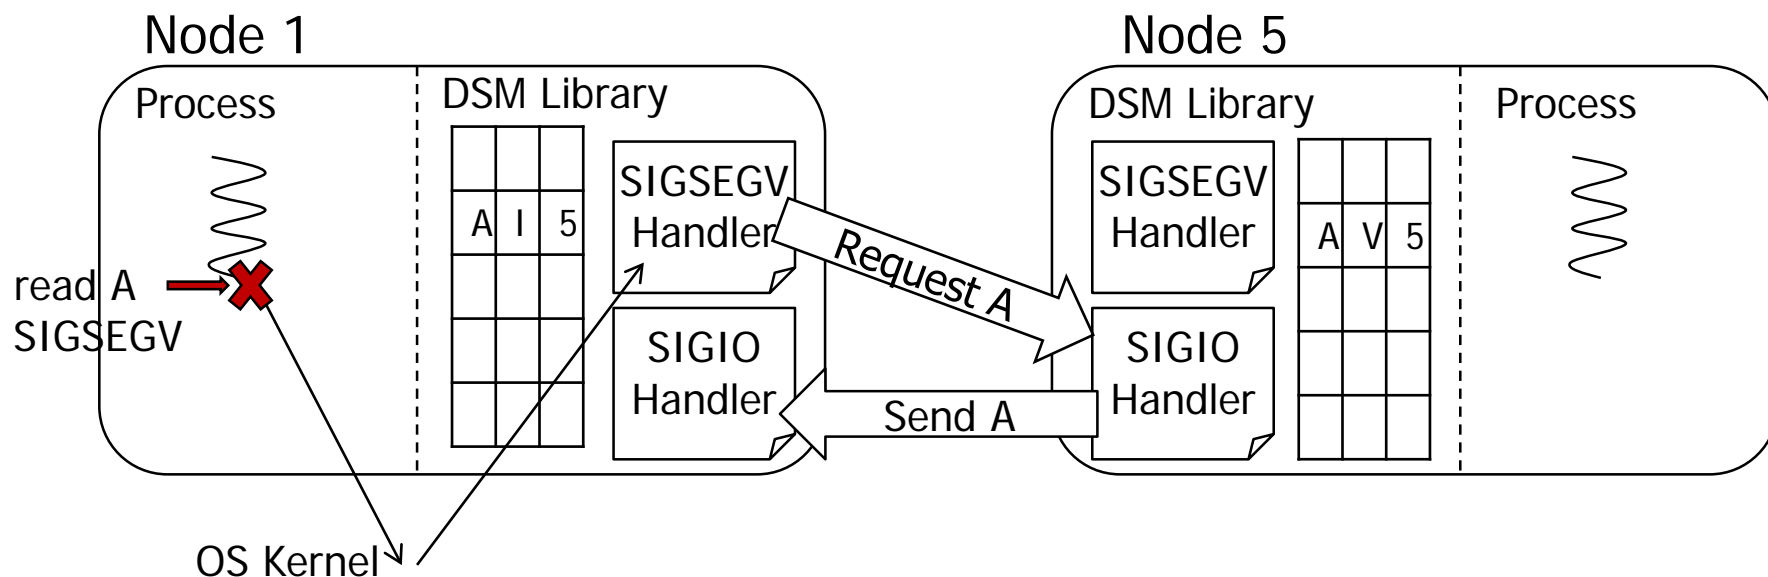 Node 1
Process
DSM Library
A I 5
SIGSEGV
Handler
SIGIO
Handler
read A
SIGSEGV
OS Kernel
Request A
Send A
Node 5
DSM Library
Process
SIGSEGV
Handler
A V 5
SIGIO
Handler